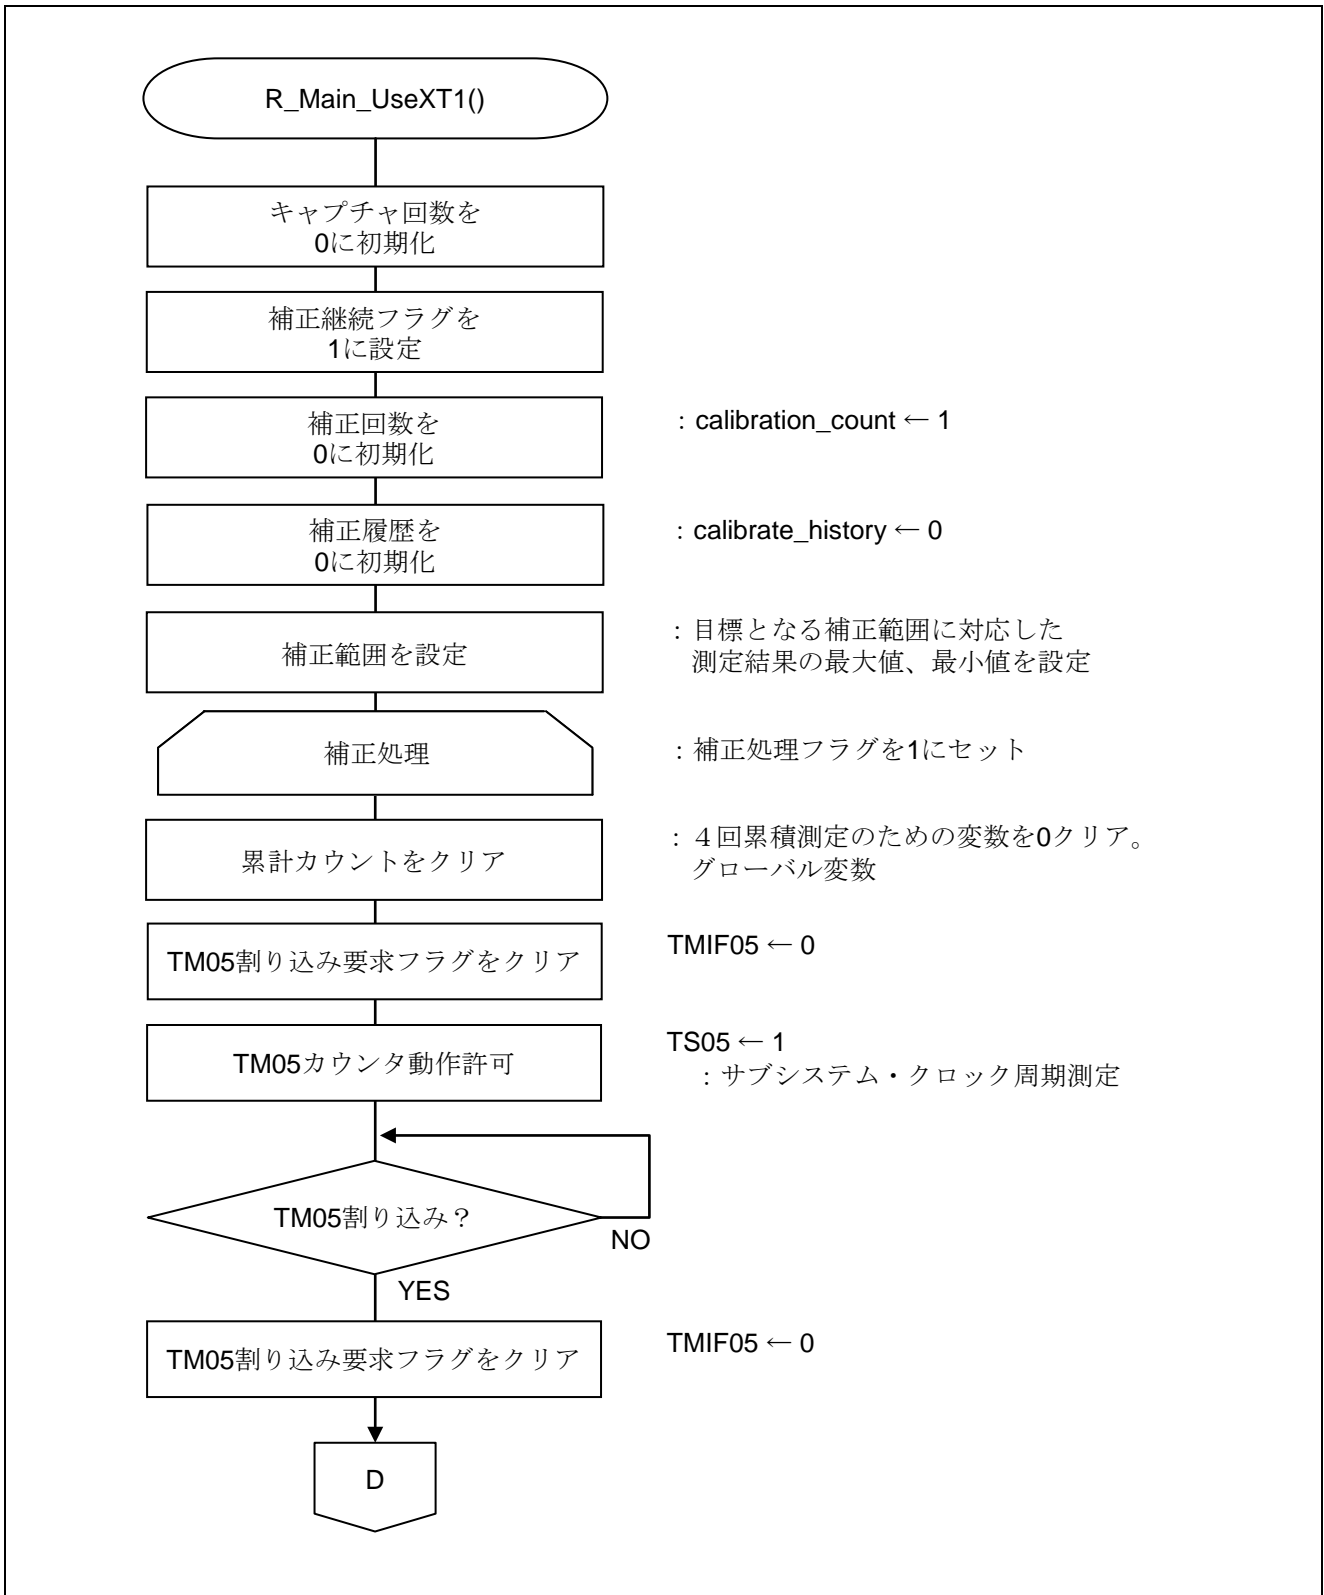 R_Main_UseXT1()
キャプチャ回数を
0に初期化
補正継続フラグを
1に設定
補正回数を
0に初期化
：calibration_count ← 1
補正履歴を
0に初期化
：calibrate_history ← 0
補正範囲を設定
：目標となる補正範囲に対応した
測定結果の最大値、最小値を設定
補正処理
：補正処理フラグを1にセット
累計カウントをクリア
：４回累積測定のための変数を0クリア。
グローバル変数
TM05割り込み要求フラグをクリア
TMIF05 ← 0
TM05カウンタ動作許可
TS05 ← 1
：サブシステム・クロック周期測定
TM05割り込み？
NO
YES
TM05割り込み要求フラグをクリア
TMIF05 ← 0
D